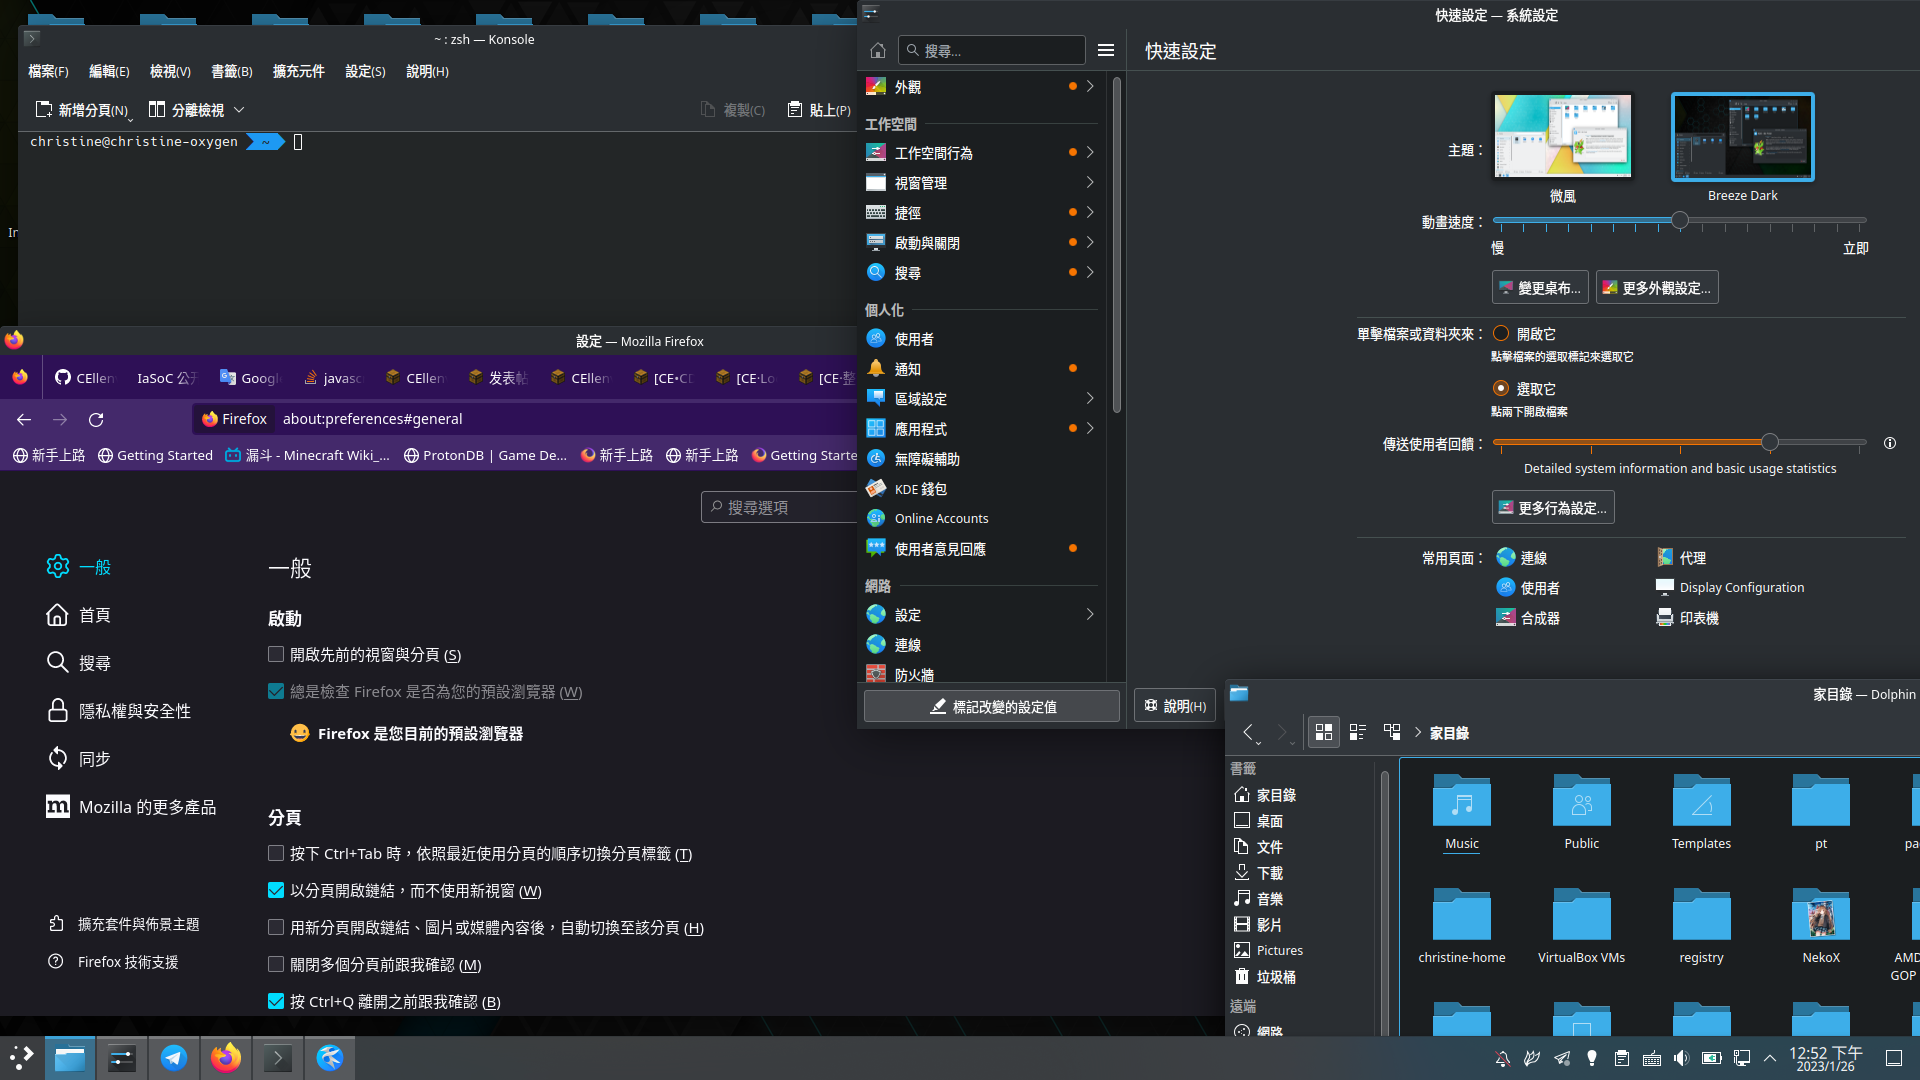 ~ : zsh — Konsole
檔案(F) 編輯(E) 檢視(V) 書籤(B) 擴充元件 設定(S) 說明(H)
新增分頁(N) 分離檢視 複製(C) 貼上(P)
christine@christine-oxygen ~
In
設定 — Mozilla Firefox
CEllen IaSoC 公 Googl javasc CEllen 发表帖 CEllen [CE•CD [CE·Lo [CE·整
Firefox about:preferences#general
新手上路 Getting Started 漏斗 - Minecraft Wiki_... ProtonDB | Game De... 新手上路 新手上路 Getting Starte
搜尋選項
一般
首頁
搜尋
隱私權與安全性
同步
Mozilla 的更多產品
擴充套件與佈景主題
Firefox 技術支援
一般
啟動
開啟先前的視窗與分頁 (S)
總是檢查 Firefox 是否為您的預設瀏覽器 (W)
Firefox 是您目前的預設瀏覽器
分頁
按下 Ctrl+Tab 時，依照最近使用分頁的順序切換分頁標籤 (T)
以分頁開啟鏈結，而不使用新視窗 (W)
用新分頁開啟鏈結、圖片或媒體內容後，自動切換至該分頁 (H)
關閉多個分頁前跟我確認 (M)
按 Ctrl+Q 離開之前跟我確認 (B)
快速設定 — 系統設定
搜尋...
外觀
工作空間
工作空間行為
視窗管理
捷徑
啟動與關閉
搜尋
個人化
使用者
通知
區域設定
應用程式
無障礙輔助
KDE 錢包
Online Accounts
使用者意見回應
網路
設定
連線
防火牆
標記改變的設定值
快速設定
主題：
微風 Breeze Dark
動畫速度：
慢 立即
變更桌布... 更多外觀設定...
單擊檔案或資料夾來： 開啟它
點擊檔案的選取標記來選取它
選取它
點兩下開啟檔案
傳送使用者回饋：
Detailed system information and basic usage statistics
更多行為設定...
常用頁面： 連線 代理
使用者 Display Configuration
合成器 印表機
說明(H)
家目錄 — Dolphin
家目錄
書籤
家目錄
桌面
文件
下載
音樂
影片
Pictures
垃圾桶
遠端
網路
Music Public Templates pt pa
christine-home VirtualBox VMs registry NekoX AMD
GOP
12:52 下午
2023/1/26